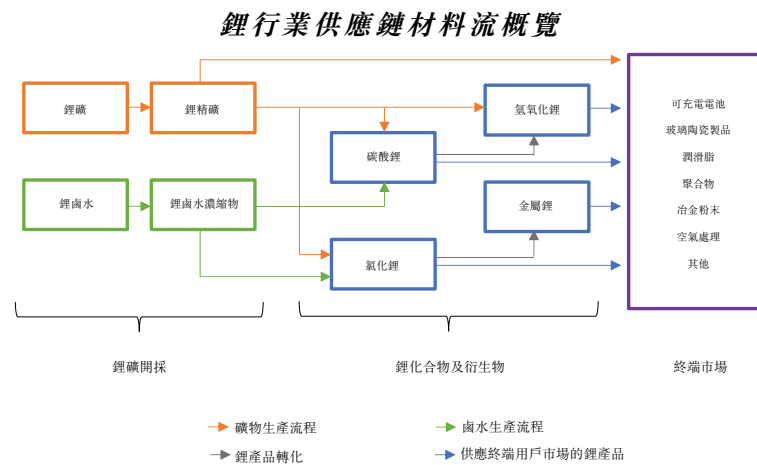 鋰行業供應鏈材料流概覽
鋰礦
鋰精礦
氫氧化鋰
碳酸鋰
鋰鹵水
鋰鹵水濃縮物
金屬鋰
氯化鋰
可充電電池
玻璃陶瓷製品
潤滑脂
聚合物
冶金粉末
空氣處理
其他
鋰礦開採
鋰化合物及衍生物
終端市場
礦物生產流程
鹵水生產流程
鋰產品轉化
供應終端用戶市場的鋰產品